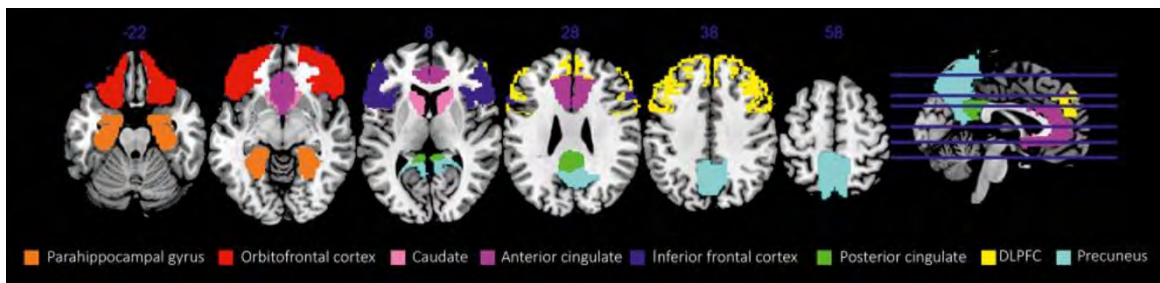 -22 -7 8 28 38 58
Parahippocampal gyrus Orbitofrontal cortex Caudate Anterior cingulate Inferior frontal cortex Posterior cingulate DLPFC Precuneus